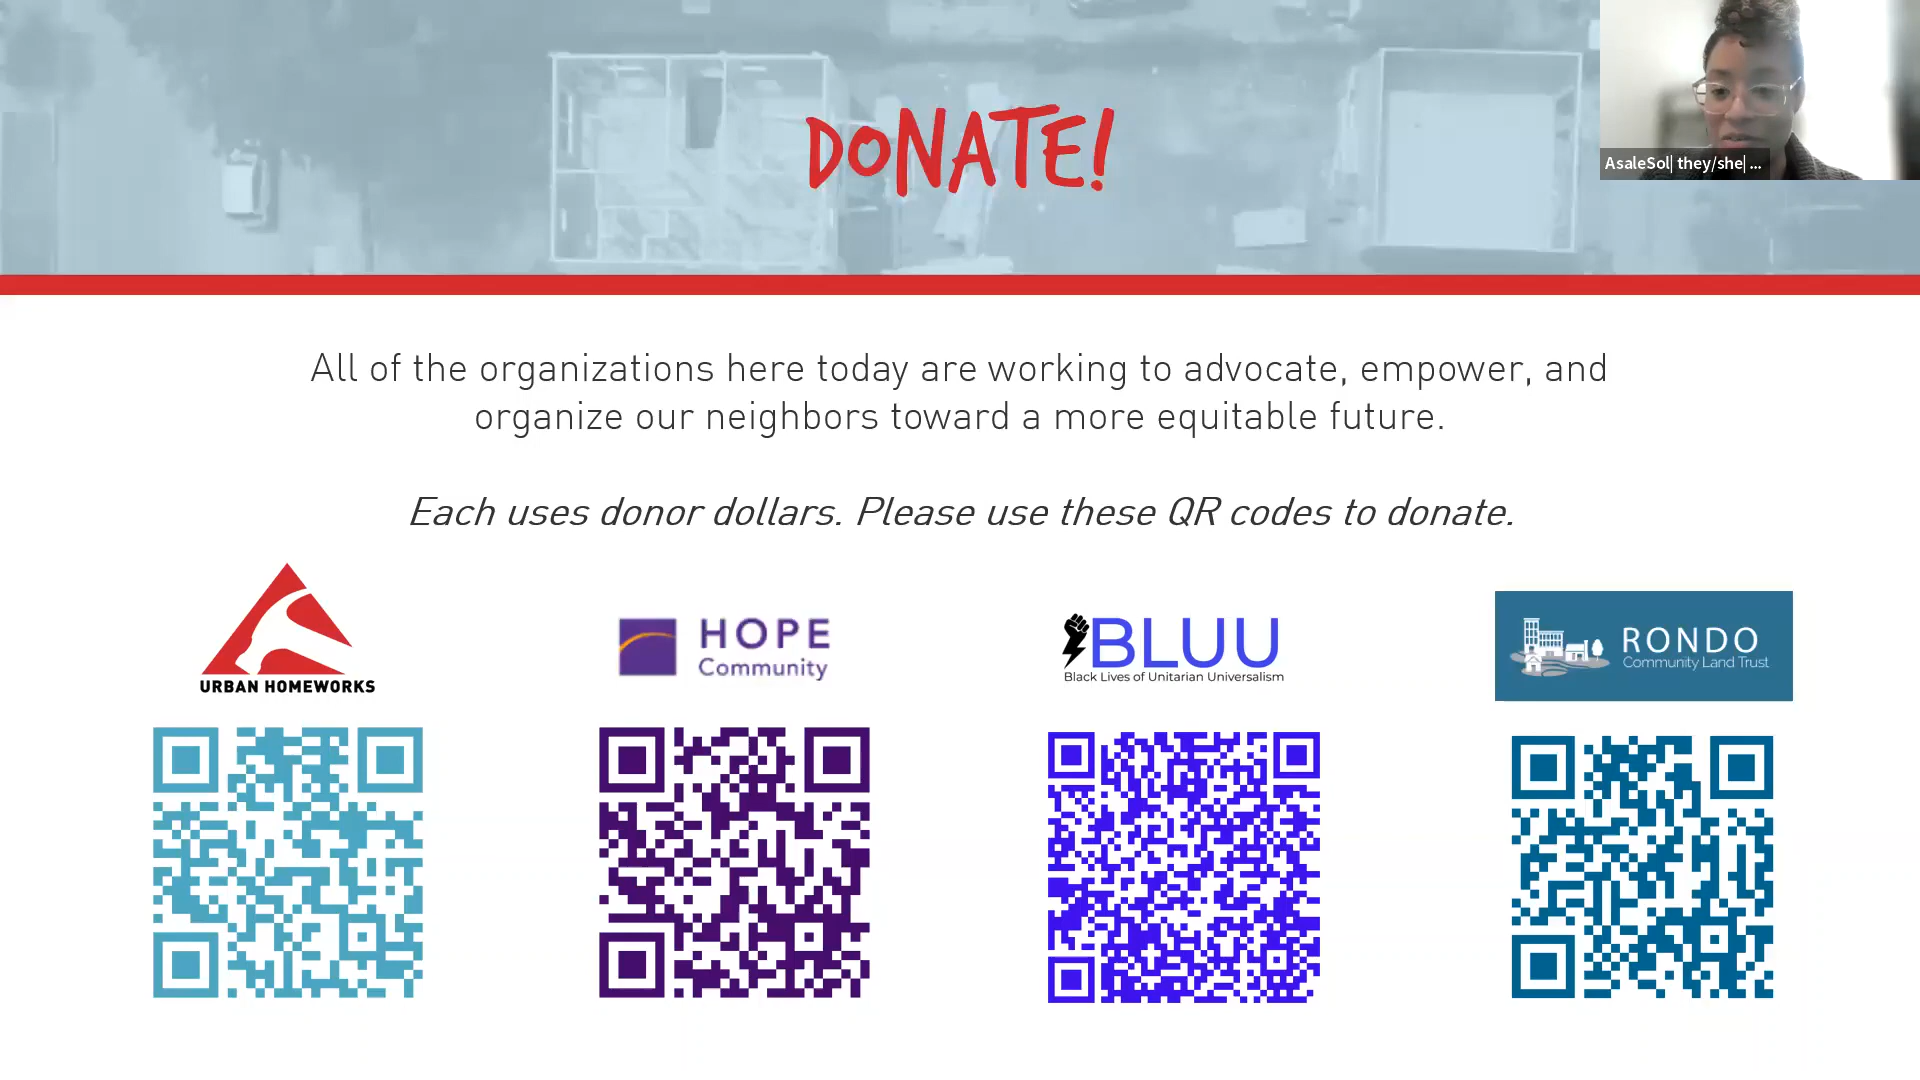 DONATE!
AsaleSol| they/she| ...
All of the organizations here today are working to advocate, empower, and
organize our neighbors toward a more equitable future.
Each uses donor dollars. Please use these QR codes to donate.
URBAN HOMEWORKS
HOPE
Community
BLUU
Black Lives of Unitarian Universalism
RONDO
Community Land Trust